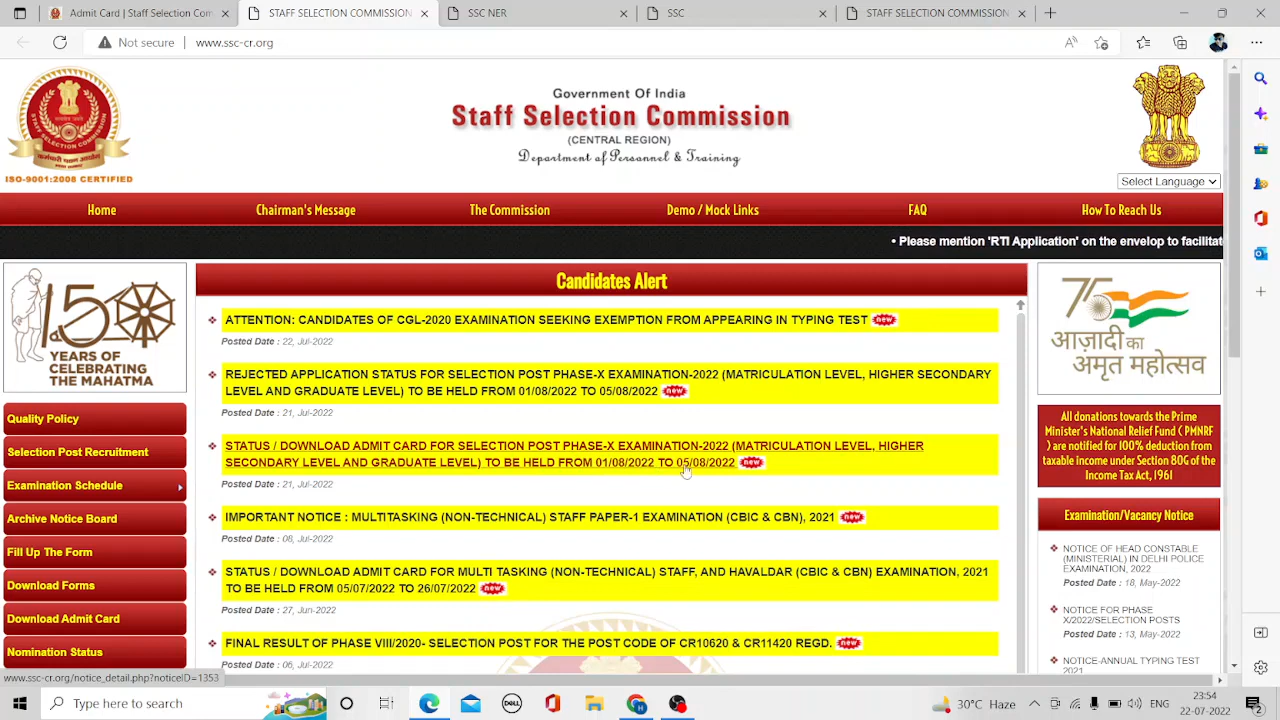 TYPING TEST STAFF SELECTION COMM
Not secure
www.ssc-cr.org
ISO-9001:2008 CERTIFIED
Government Of India
Staff Selection Commission
(CENTRAL REGION)
Department of Personnel & Training
Select Language
Home
Chairman's Message
The Commission
Demo / Mock Links
FAQ
How To Reach Us
• Please mention 'RTI Application' on the envelop to facilitat
150
YEARS OF
CELEBRATING
THE MAHATMA
Quality Policy
Selection Post Recruitment
Examination Schedule
Archive Notice Board
Fill Up The Form
Download Forms
Download Admit Card
Nomination Status
Candidates Alert
ATTENTION: CANDIDATES OF CGL-2020 EXAMINATION SEEKING EXEMPTION FROM APPEARING IN TYPING TEST new
Posted Date : 22, Jul-2022
REJECTED APPLICATION STATUS FOR SELECTION POST PHASE-X EXAMINATION-2022 (MATRICULATION LEVEL, HIGHER SECONDARY
LEVEL AND GRADUATE LEVEL) TO BE HELD FROM 01/08/2022 TO 05/08/2022 new
Posted Date : 21, Jul-2022
STATUS / DOWNLOAD ADMIT CARD FOR SELECTION POST PHASE-X EXAMINATION-2022 (MATRICULATION LEVEL, HIGHER
SECONDARY LEVEL AND GRADUATE LEVEL) TO BE HELD FROM 01/08/2022 TO 05/08/2022 new
Posted Date : 21, Jul-2022
IMPORTANT NOTICE : MULTITASKING (NON-TECHNICAL) STAFF PAPER-1 EXAMINATION (CBIC & CBN), 2021 new
Posted Date : 08, Jul-2022
STATUS / DOWNLOAD ADMIT CARD FOR MULTI TASKING (NON-TECHNICAL) STAFF, AND HAVALDAR (CBIC & CBN) EXAMINATION, 2021
TO BE HELD FROM 05/07/2022 TO 26/07/2022 new
Posted Date : 27, Jun-2022
FINAL RESULT OF PHASE VIII/2020- SELECTION POST FOR THE POST CODE OF CR10620 & CR11420 REGD. new
Posted Date : 06, Jul-2022
75
आज़ादी का
अमृत महोत्सव
All donations towards the Prime
Minister's National Relief Fund ( PMNRF
) are notified for 100% deduction from
taxable income under Section 80G of the
Income Tax Act, 1961
Examination/Vacancy Notice
NOTICE OF HEAD CONSTABLE
(MINISTERIAL) IN DELHI POLICE
EXAMINATION, 2022
Posted Date : 18, May-2022
NOTICE FOR PHASE
X/2022/SELECTION POSTS
Posted Date : 13, May-2022
NOTICE-ANNUAL TYPING TEST
2021
www.ssc-cr.org/notice_detail.php?noticeID=1353
Type here to search
DELL
30°C Haze
23:54
22-07-2022